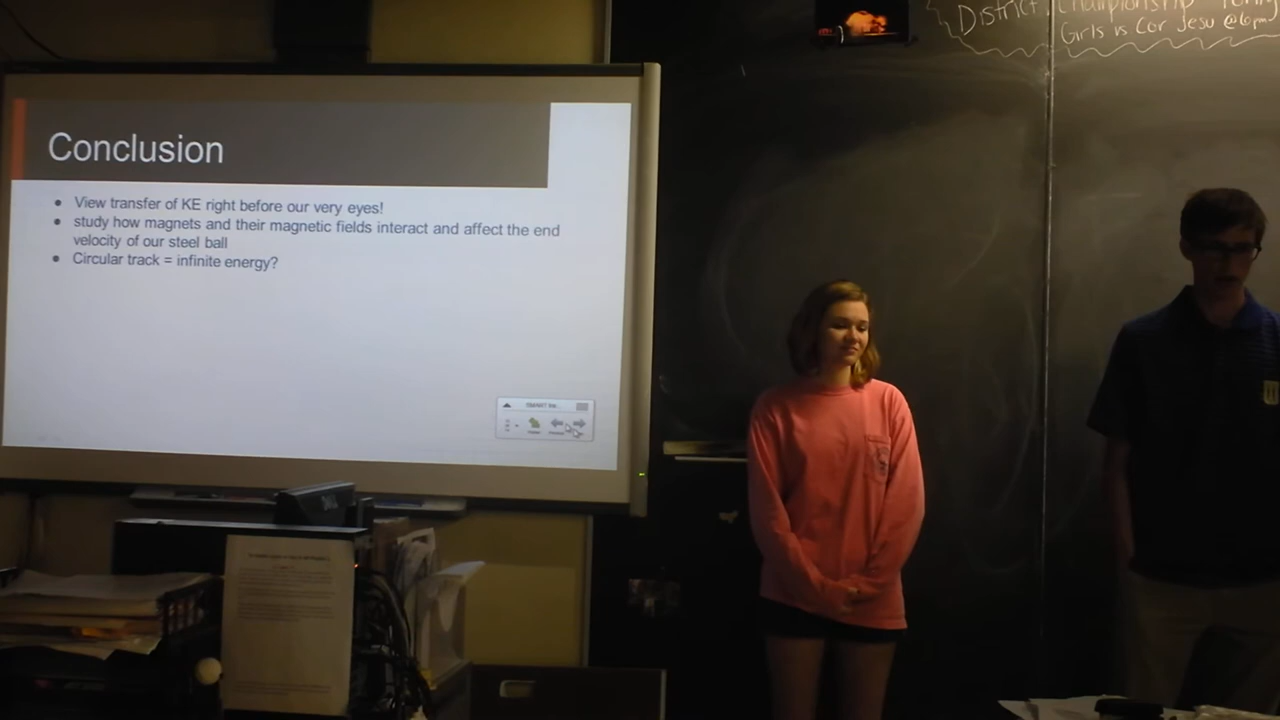 District Championship
Girls vs Cor Jesu @6pm
Conclusion
View transfer of KE right before our very eyes!
study how magnets and their magnetic fields interact and affect the end
velocity of our steel ball
Circular track = infinite energy?